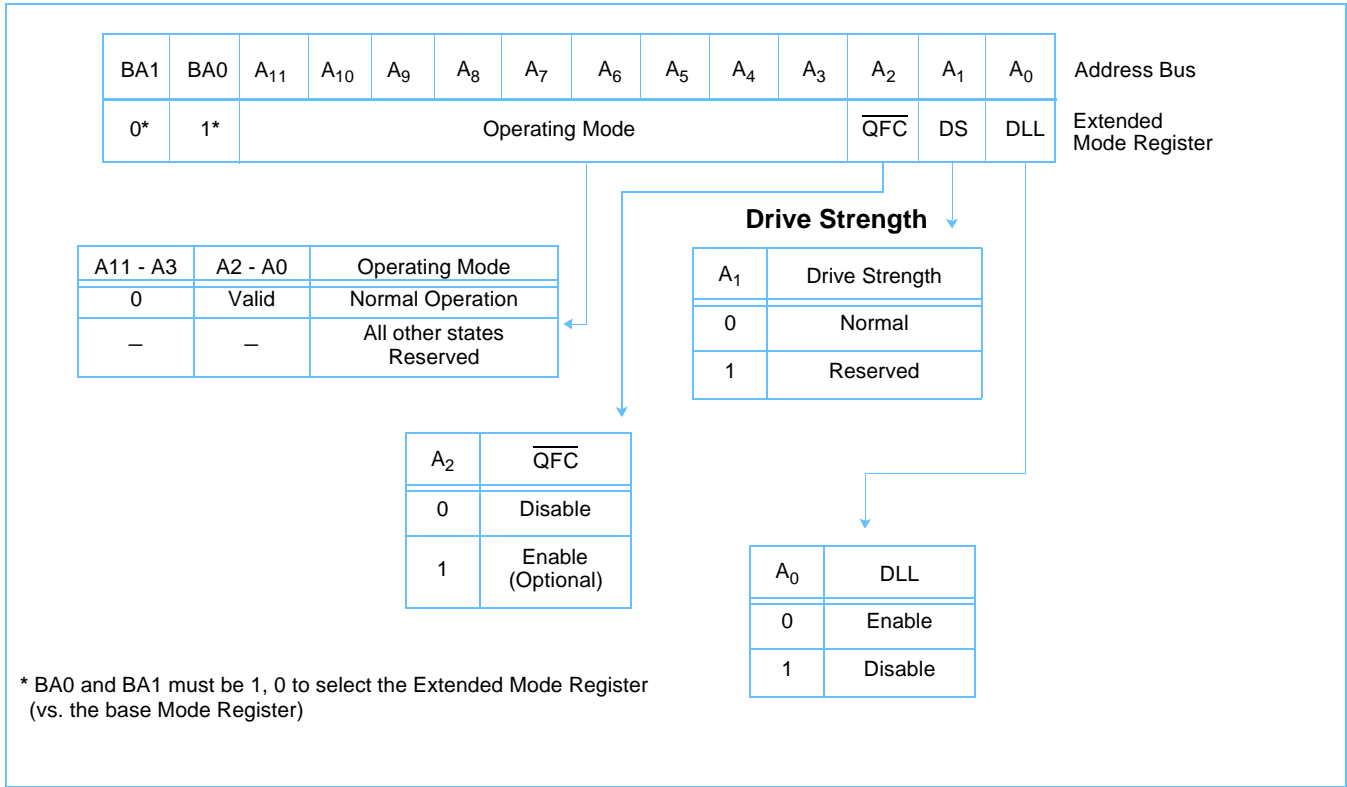 BA1 BA0 A11 A10 A9 A8 A7 A6 A5 A4 A3 A2 A1 A0 Address Bus
0* 1* Operating Mode QFC DS DLL Extended
Mode Register
Drive Strength
A11 - A3 A2 - A0 Operating Mode
0 Valid Normal Operation
– – All other states
Reserved
A1 Drive Strength
0 Normal
1 Reserved
A2 QFC
0 Disable
1 Enable
(Optional)
A0 DLL
0 Enable
1 Disable
* BA0 and BA1 must be 1, 0 to select the Extended Mode Register
(vs. the base Mode Register)